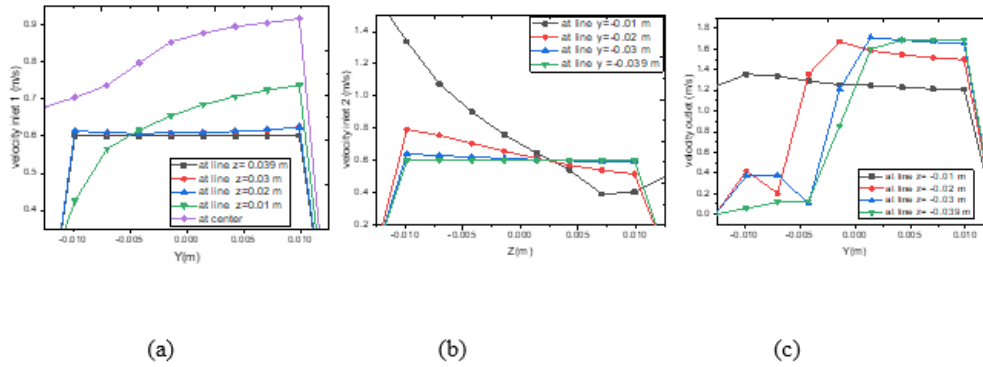 velocity inlet 1 (m/s)
0.9
0.8
0.7
0.6
0.5
0.4
at line z= 0.039 m
at line z=0.03 m
at line z=0.02 m
at line z=0.01 m
at center
-0.010 -0.005 0.000 0.005 0.010
Y(m)
(a)
velocity inlet 2 (m/s)
1.4
1.2
1.0
0.8
0.6
0.4
0.2
at line y=-0.01 m
at line y=-0.02 m
at line y=-0.03 m
at line y =-0.039 m
-0.010 -0.005 0.000 0.005 0.010
Z(m)
(b)
velocity outlet (m/s)
1.8
1.6
1.4
1.2
1.0
0.8
0.6
0.4
0.2
0.0
at line z= -0.01 m
at line z= -0.02 m
at line z= -0.03 m
at line z= -0.039 m
-0.010 -0.005 0.000 0.005 0.010
Y(m)
(c)